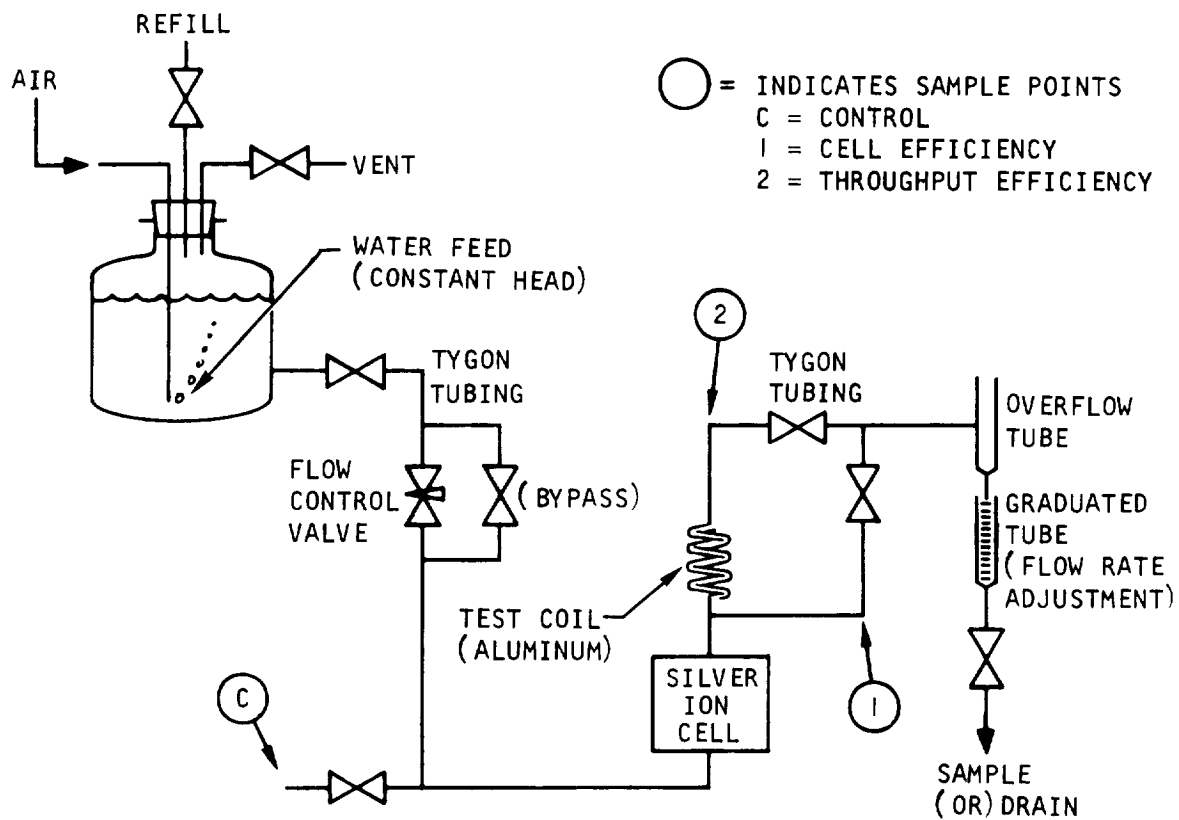 REFILL
AIR
VENT
= INDICATES SAMPLE POINTS
C = CONTROL
1 = CELL EFFICIENCY
2 = THROUGHPUT EFFICIENCY
WATER FEED
(CONSTANT HEAD)
2
TYGON
TUBING
TYGON
TUBING
OVERFLOW
TUBE
FLOW
CONTROL
VALVE
(BYPASS)
GRADUATED
TUBE
(FLOW RATE
ADJUSTMENT)
TEST COIL
(ALUMINUM)
SILVER
ION
CELL
C
1
SAMPLE
(OR) DRAIN